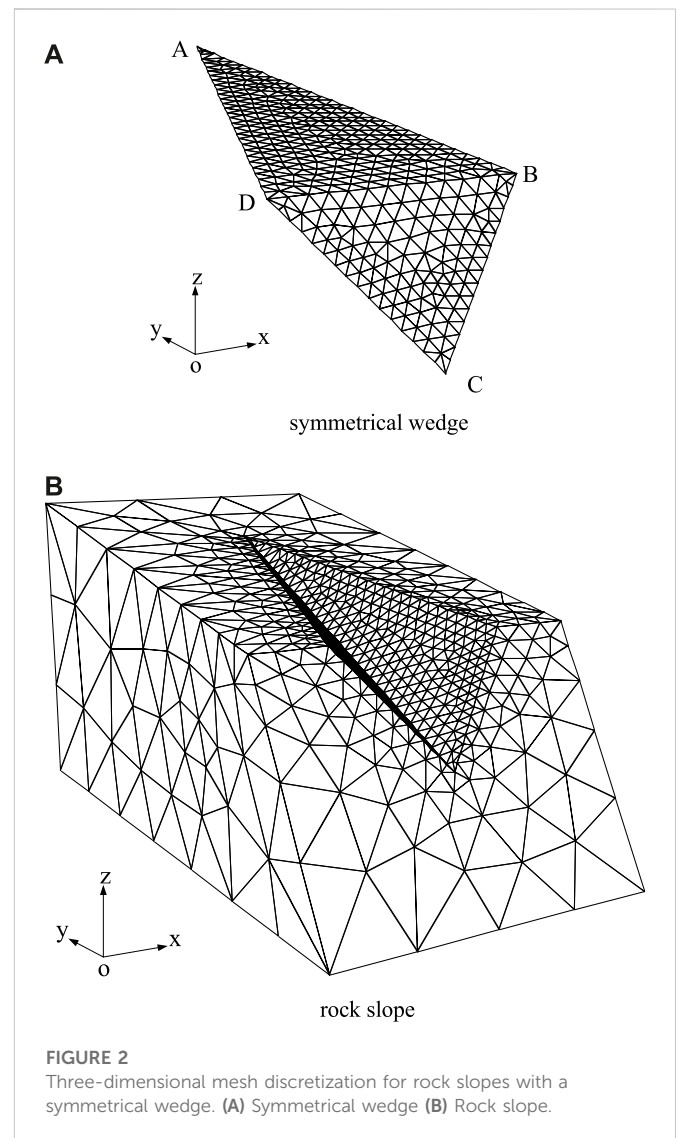 A
A
B
D
z
y
x
o
C
symmetrical wedge
B
z
y
x
o
rock slope
FIGURE 2
Three-dimensional mesh discretization for rock slopes with a
symmetrical wedge. (A) Symmetrical wedge (B) Rock slope.